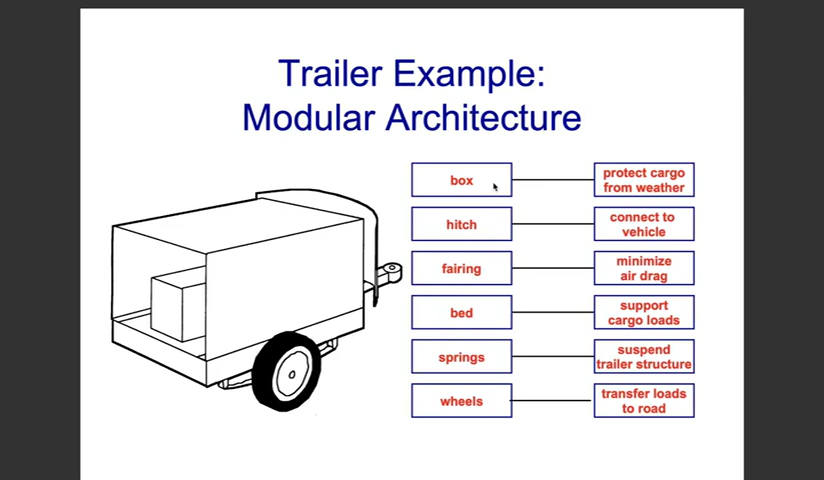 Trailer Example:
Modular Architecture
box
protect cargo
from weather
hitch
connect to
vehicle
fairing
minimize
air drag
bed
support
cargo loads
springs
suspend
trailer structure
wheels
transfer loads
to road